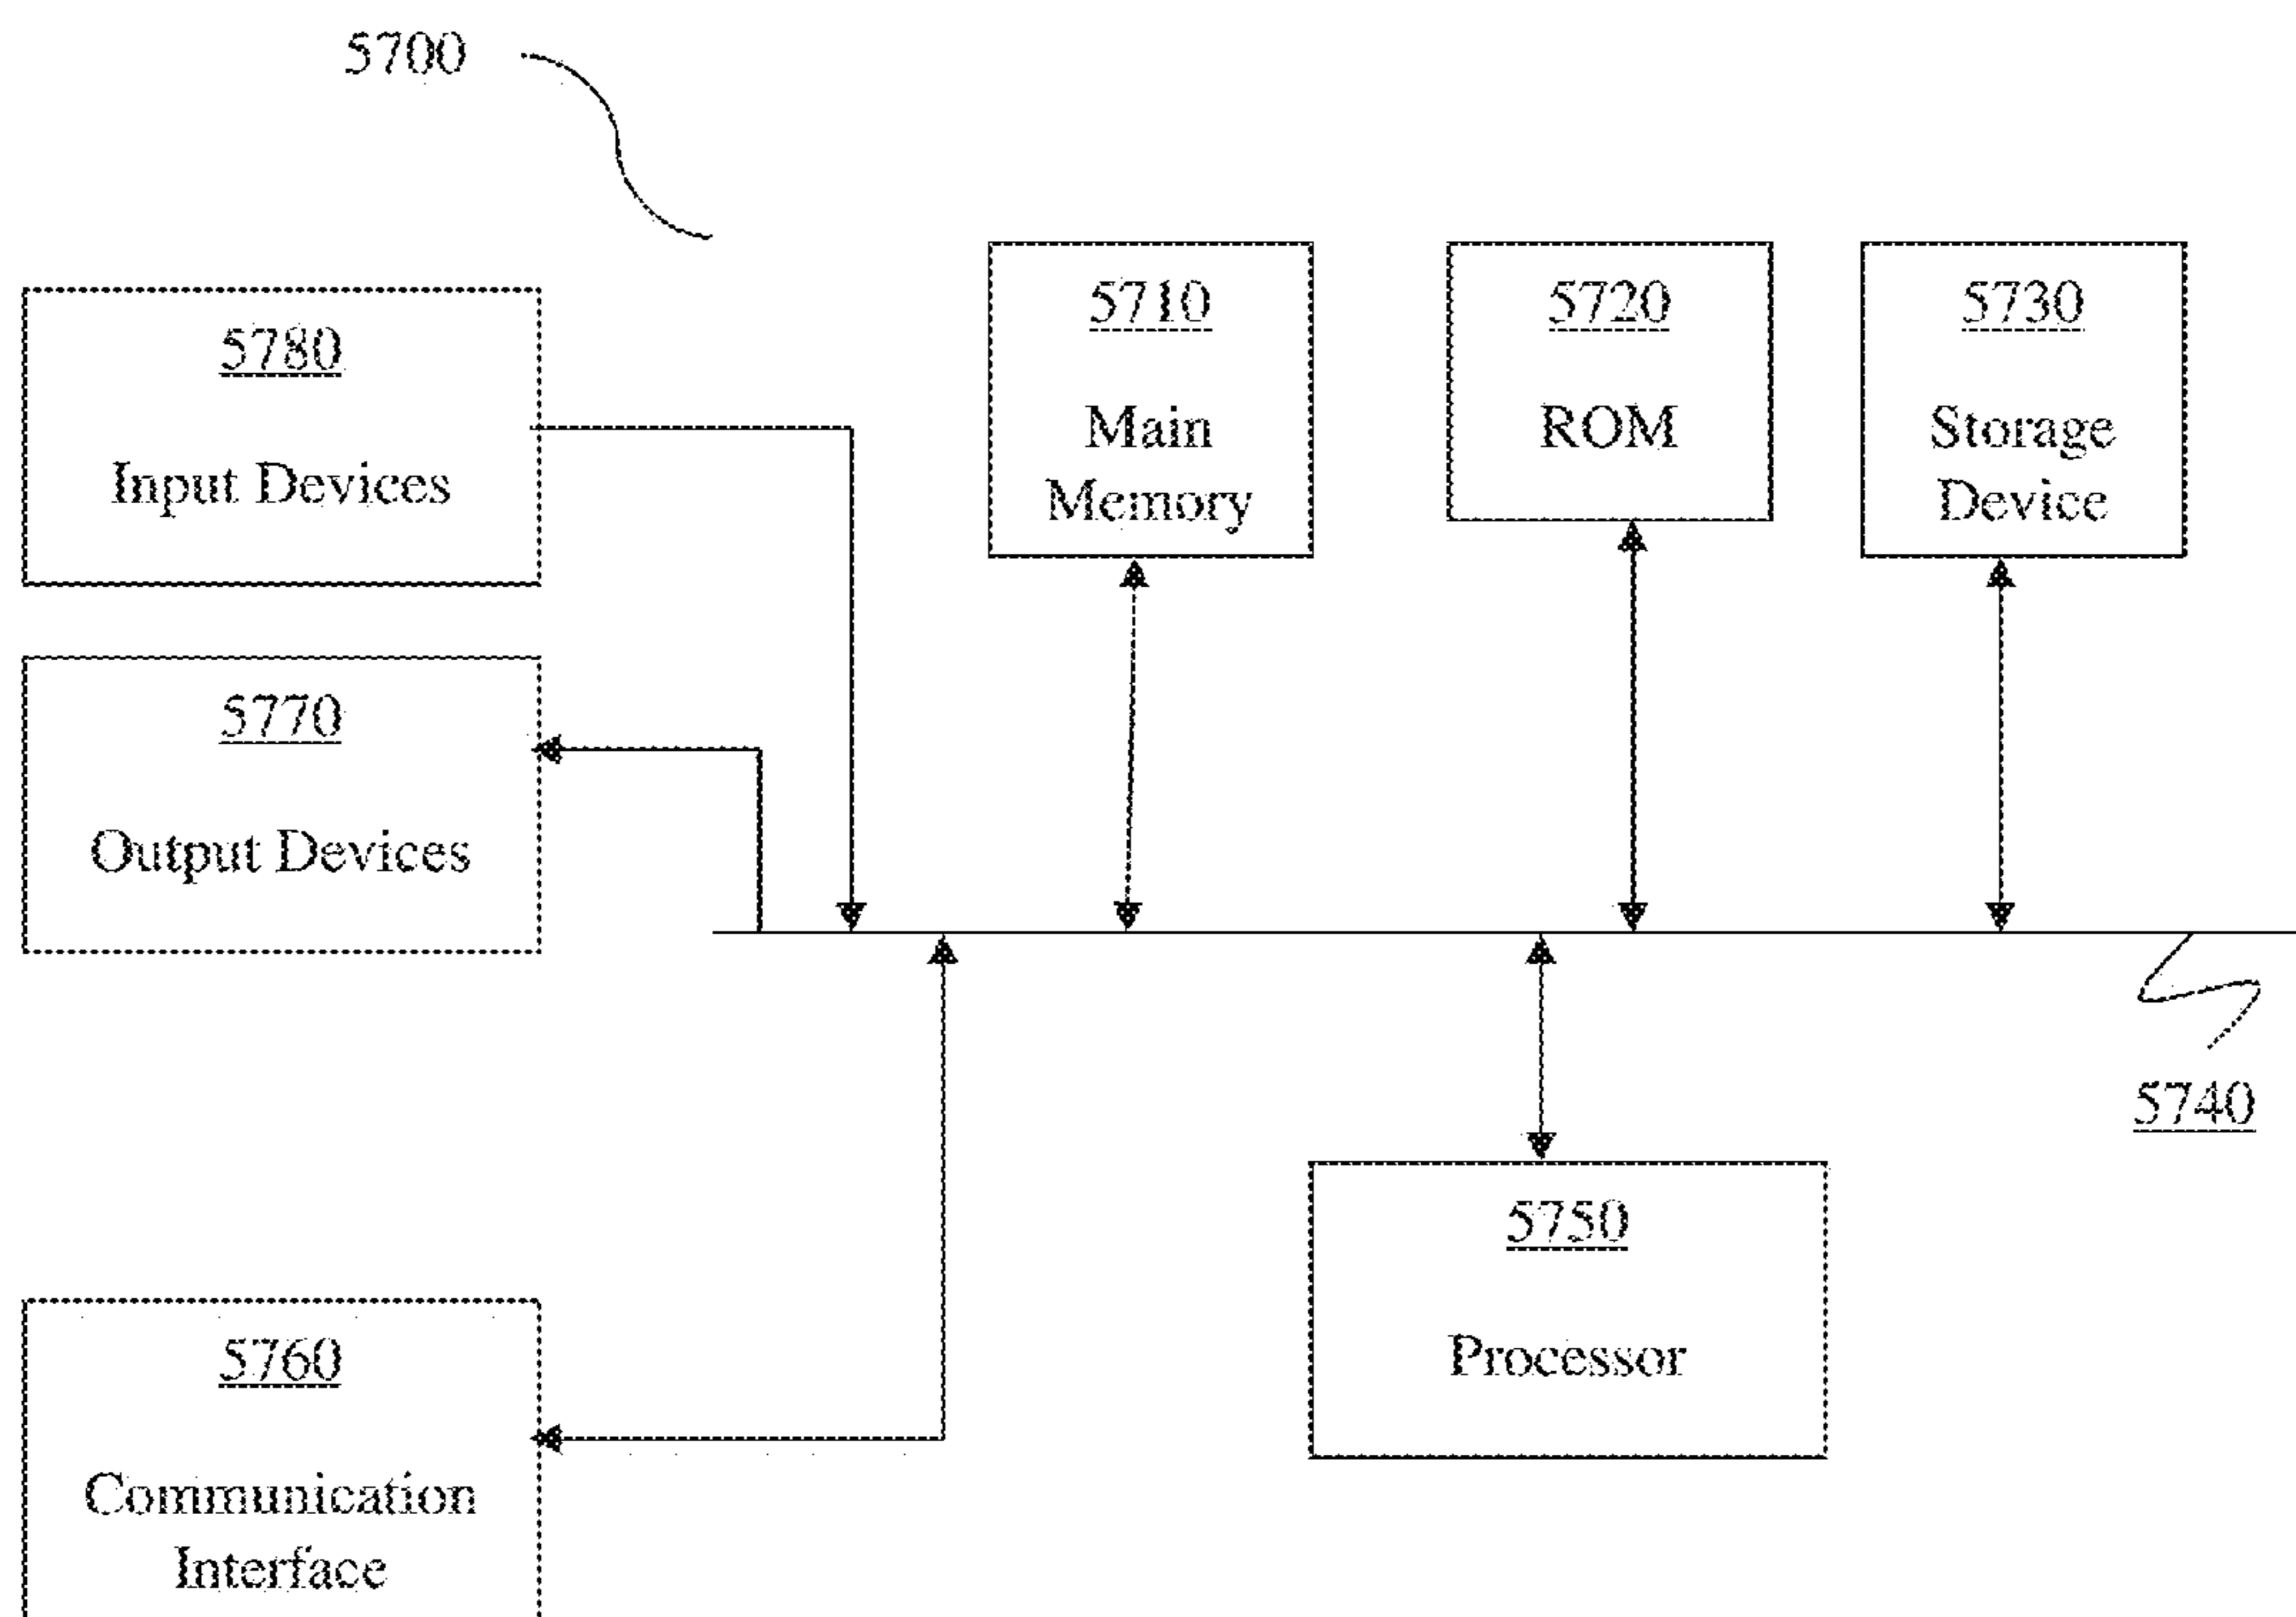 5700
5780
Input Devices
5710
Main
Memory
5720
ROM
5730
Storage
Device
5770
Output Devices
5740
5750
Processor
5760
Communication
Interface